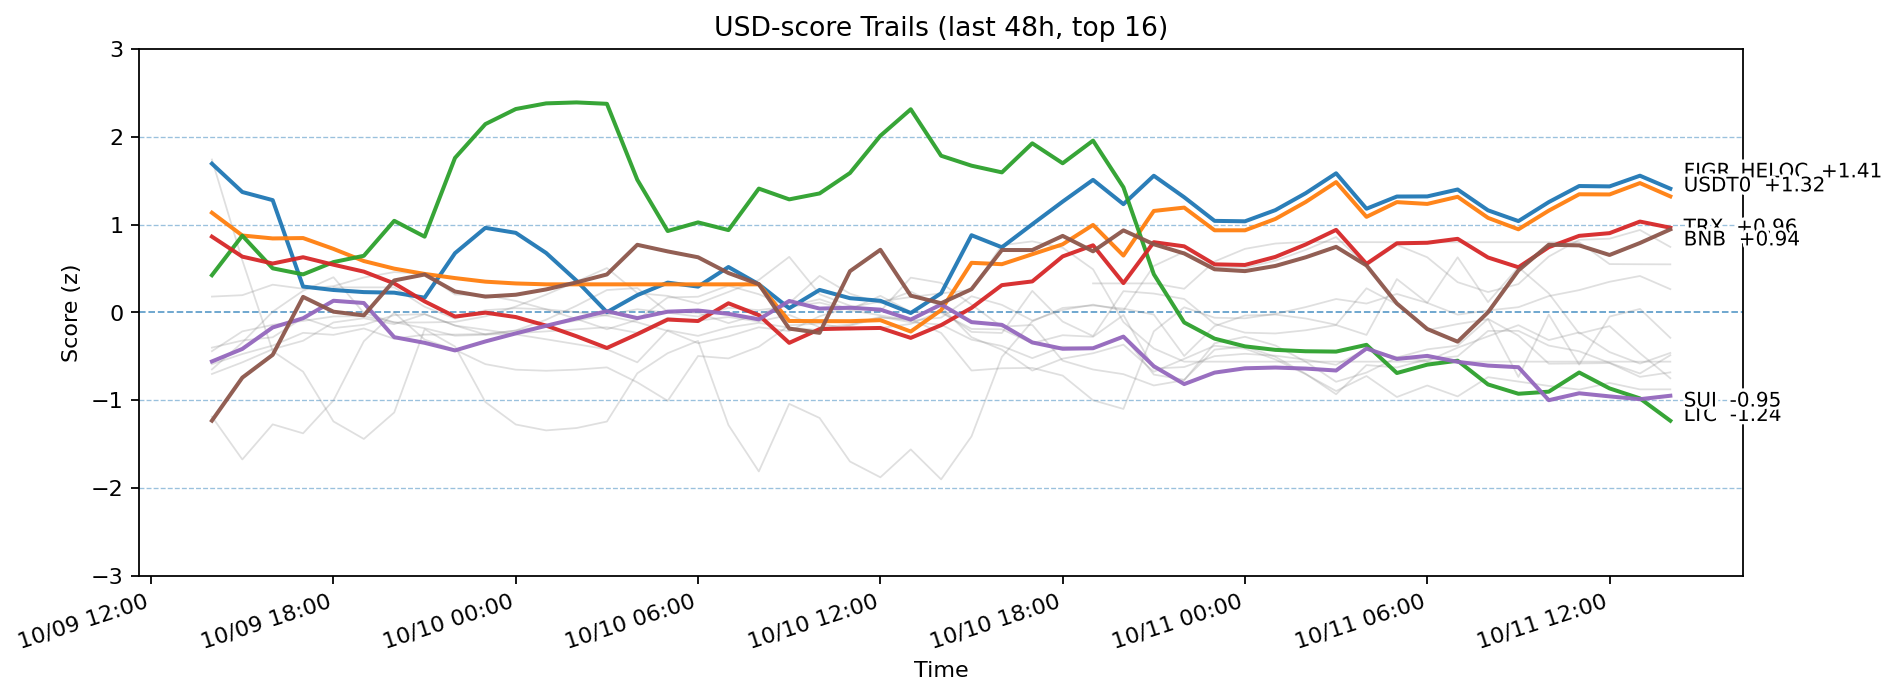 USD-score Trails (last 48h, top 16)
Score (z)
3
2
1
0
−1
−2
−3
FIGR_HELOC +1.41
USDT0 +1.32
TRX +0.96
BNB +0.94
SUI -0.95
LTC -1.24
10/09 12:00
10/09 18:00
10/10 00:00
10/10 06:00
10/10 12:00
10/10 18:00
10/11 00:00
10/11 06:00
10/11 12:00
Time